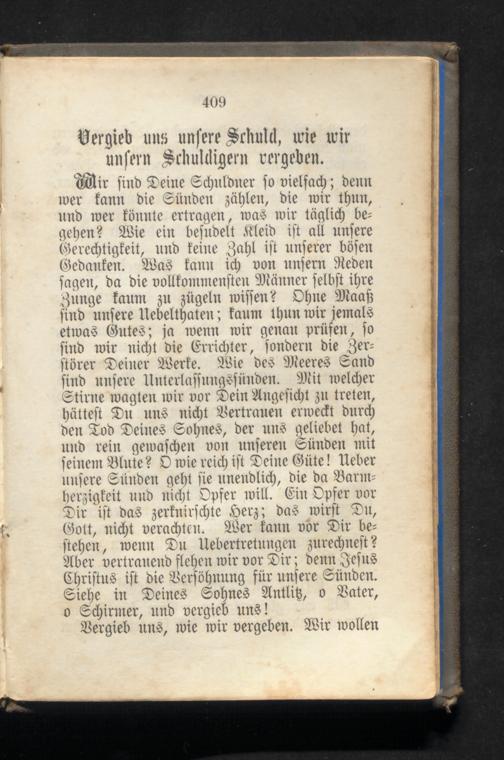 409
Vergieb uns unsere Schuld, wie wir
unsern Schuldigern vergeben.
Wir sind Deine Schuldner so vielfach; denn
wer kann die Sünden zählen, die wir thun,
und wer könnte ertragen, was wir täglich be-
gehen? Wie ein besudelt Kleid ist all unsere
Gerechtigkeit, und keine Zahl ist unserer bösen
Gedanken. Was kann ich von unsern Reden
sagen, da die vollkommensten Männer selbst ihre
Zunge kaum zu zügeln wissen? Ohne Maaß
sind unsere Uebelthaten; kaum thun wir jemals
etwas Gutes; ja wenn wir genau prüfen, so
sind wir nicht die Errichter, sondern die Zer-
störer Deiner Werke. Wie des Meeres Sand
sind unsere Unterlassungssünden. Mit welcher
Stirne wagten wir vor Dein Angesicht zu treten,
hättest Du uns nicht Vertrauen erweckt durch
den Tod Deines Sohnes, der uns geliebet hat,
und rein gewaschen von unseren Sünden mit
seinem Blute? O wie reich ist Deine Güte! Ueber
unsere Sünden geht sie unendlich, die da Barm-
herzigkeit und nicht Opfer will. Ein Opfer vor
Dir ist das zerknirschte Herz; das wirst Du,
Gott, nicht verachten. Wer kann vor Dir be-
stehen, wenn Du Uebertretungen zurechnest?
Aber vertrauend flehen wir vor Dir; denn Jesus
Christus ist die Versöhnung für unsere Sünden.
Siehe in Deines Sohnes Antlitz, o Vater,
o Schirmer, und vergieb uns!
Vergieb uns, wie wir vergeben. Wir wollen